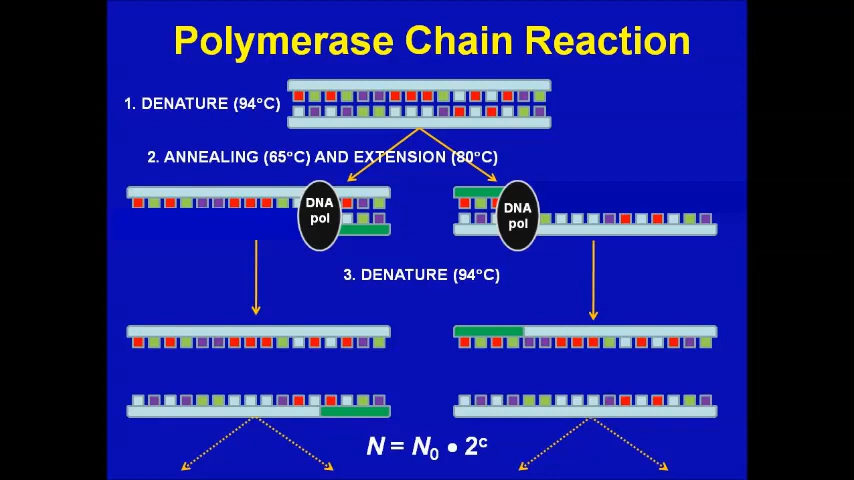 Polymerase Chain Reaction
1. DENATURE (94°C)
2. ANNEALING (65°C) AND EXTENSION (80°C)
DNA
pol
DNA
pol
3. DENATURE (94°C)
N = N₀ • 2ᶜ